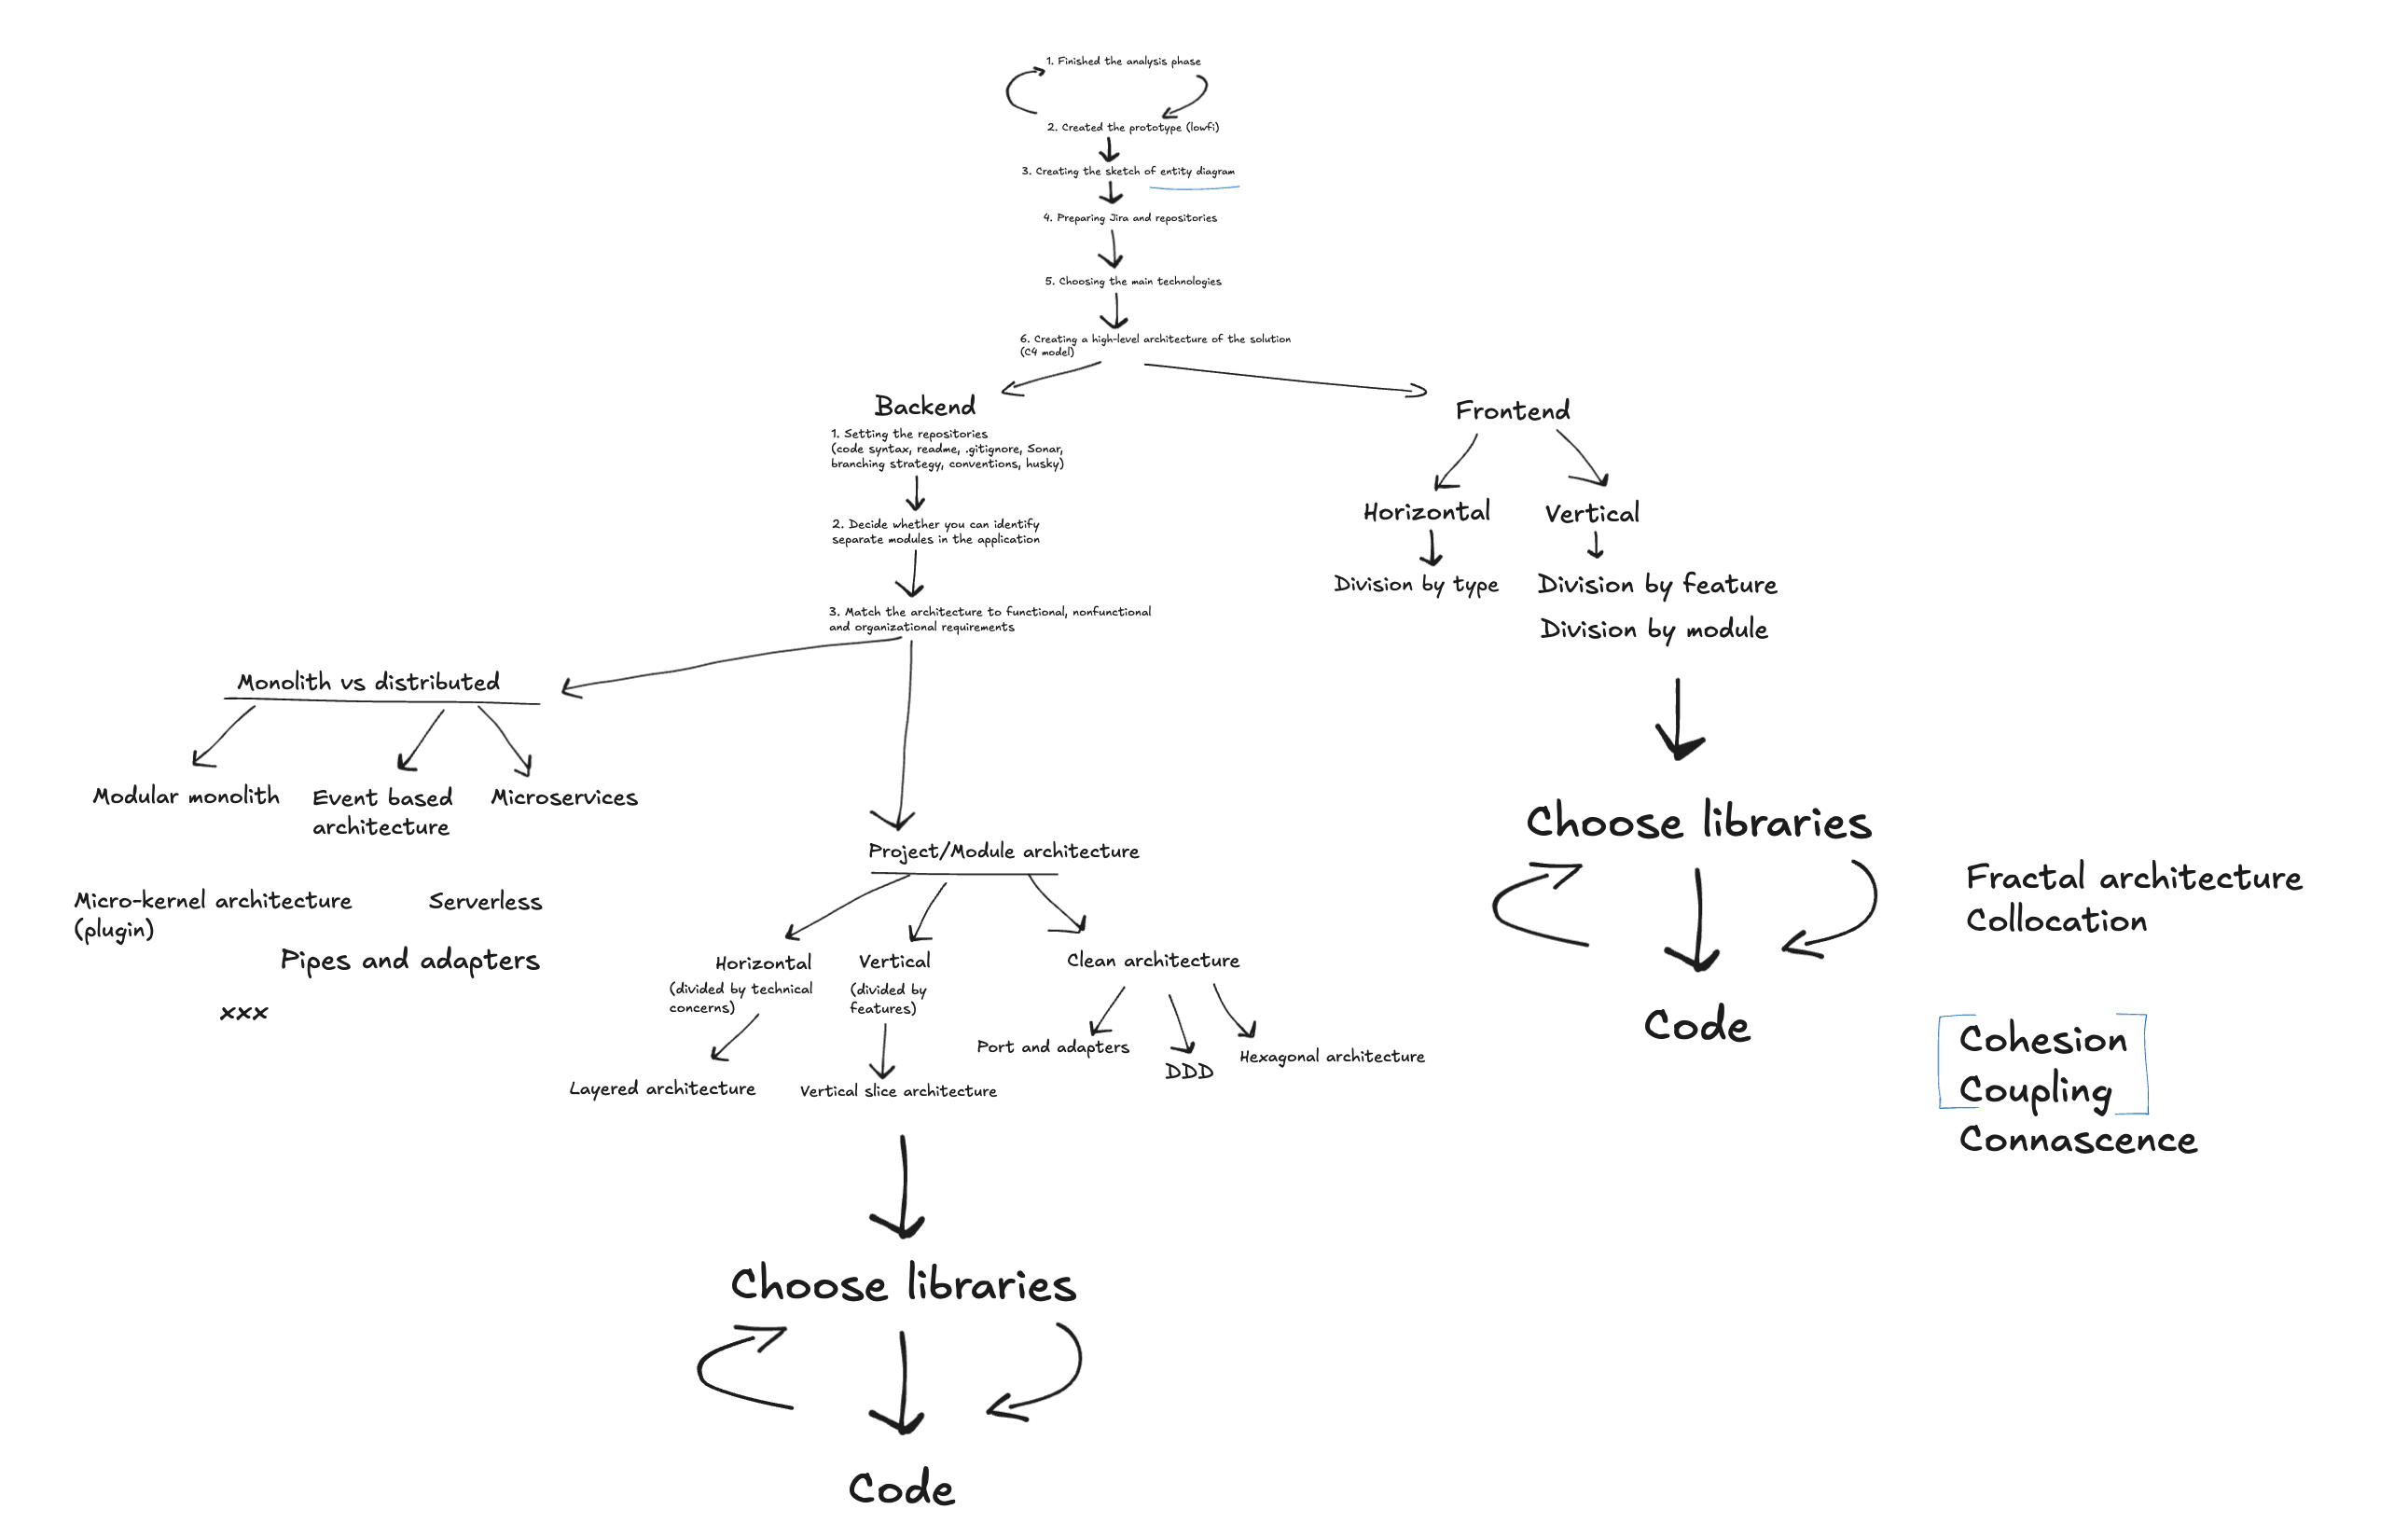 1. Finished the analysis phase
2. Created the prototype (lowfi)
3. Creating the sketch of entity diagram
4. Preparing Jira and repositories
5. Choosing the main technologies
6. Creating a high-level architecture of the solution
(C4 model)
Backend
1. Setting the repositories
(code syntax, readme, .gitignore, Sonar,
branching strategy, conventions, husky)
2. Decide whether you can identify
separate modules in the application
3. Match the architecture to functional, nonfunctional
and organizational requirements
Monolith vs distributed
Modular monolith
Event based
architecture
Microservices
Micro-kernel architecture
(plugin)
Serverless
Pipes and adapters
xxx
Project/Module architecture
Horizontal
(divided by technical
concerns)
Layered architecture
Vertical
(divided by
features)
Vertical slice architecture
Clean architecture
Port and adapters
DDD
Hexagonal architecture
Choose libraries
Code
Frontend
Horizontal
Division by type
Vertical
Division by feature
Division by module
Choose libraries
Code
Fractal architecture
Collocation
Cohesion
Coupling
Connascence